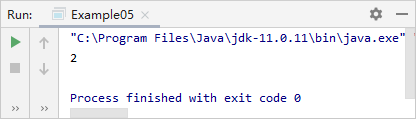 Run: Example05
"C:\Program Files\Java\jdk-11.0.11\bin\java.exe"
2
Process finished with exit code 0